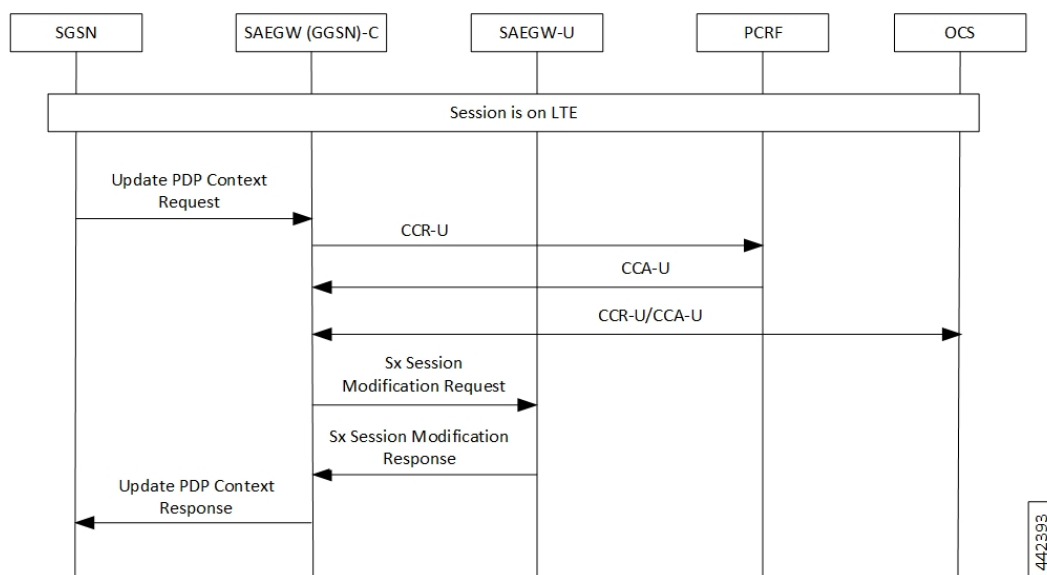 SGSN
SAEGW (GGSN)-C
SAEGW-U
PCRF
OCS
Session is on LTE
Update PDP Context
Request
CCR-U
CCA-U
CCR-U/CCA-U
Sx Session
Modification Request
Sx Session Modification
Response
Update PDP Context
Response
442393